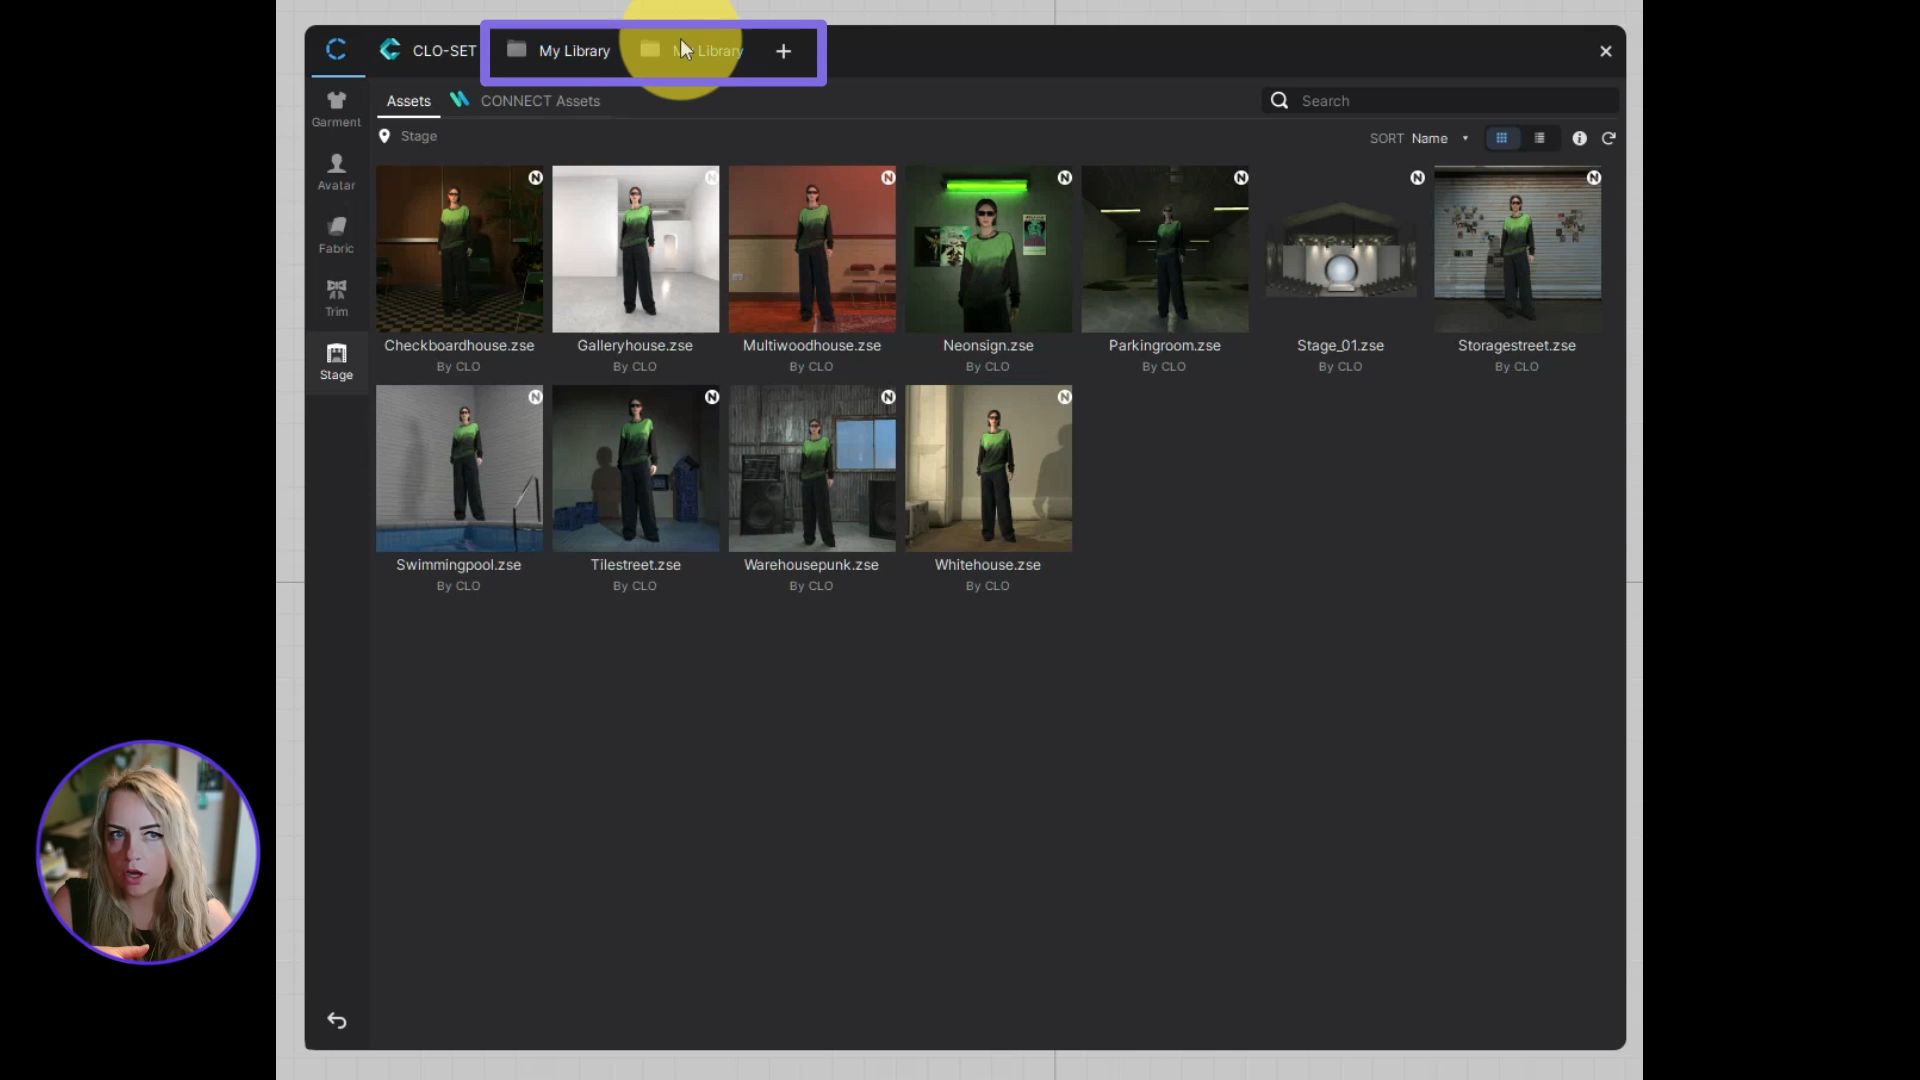 CLO-SET
My Library
My Library
+
Garment
Avatar
Fabric
Trim
Stage
Assets
CONNECT Assets
Search
Stage
SORT Name
N
N
N
N
N
N
N
Checkboardhouse.zse
By CLO
Galleryhouse.zse
By CLO
Multiwoodhouse.zse
By CLO
Neonsign.zse
By CLO
Parkingroom.zse
By CLO
Stage_01.zse
By CLO
Storagestreet.zse
By CLO
N
N
N
N
Swimmingpool.zse
By CLO
Tilestreet.zse
By CLO
Warehousepunk.zse
By CLO
Whitehouse.zse
By CLO